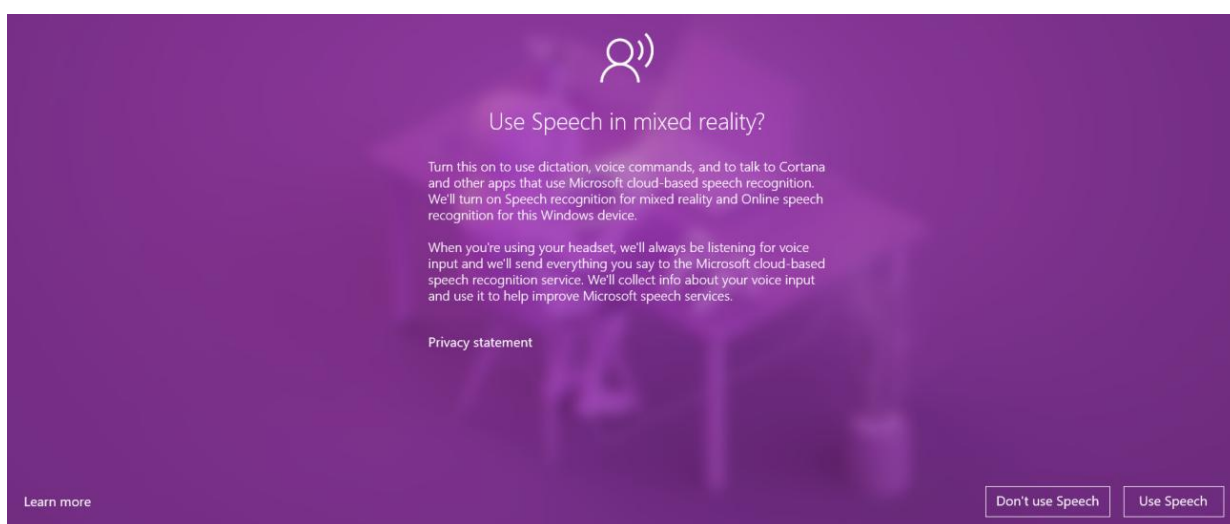 Use Speech in mixed reality?
Turn this on to use dictation, voice commands, and to talk to Cortana
and other apps that use Microsoft cloud-based speech recognition.
We'll turn on Speech recognition for mixed reality and Online speech
recognition for this Windows device.
When you're using your headset, we'll always be listening for voice
input and we'll send everything you say to the Microsoft cloud-based
speech recognition service. We'll collect info about your voice input
and use it to help improve Microsoft speech services.
Privacy statement
Learn more
Don't use Speech
Use Speech